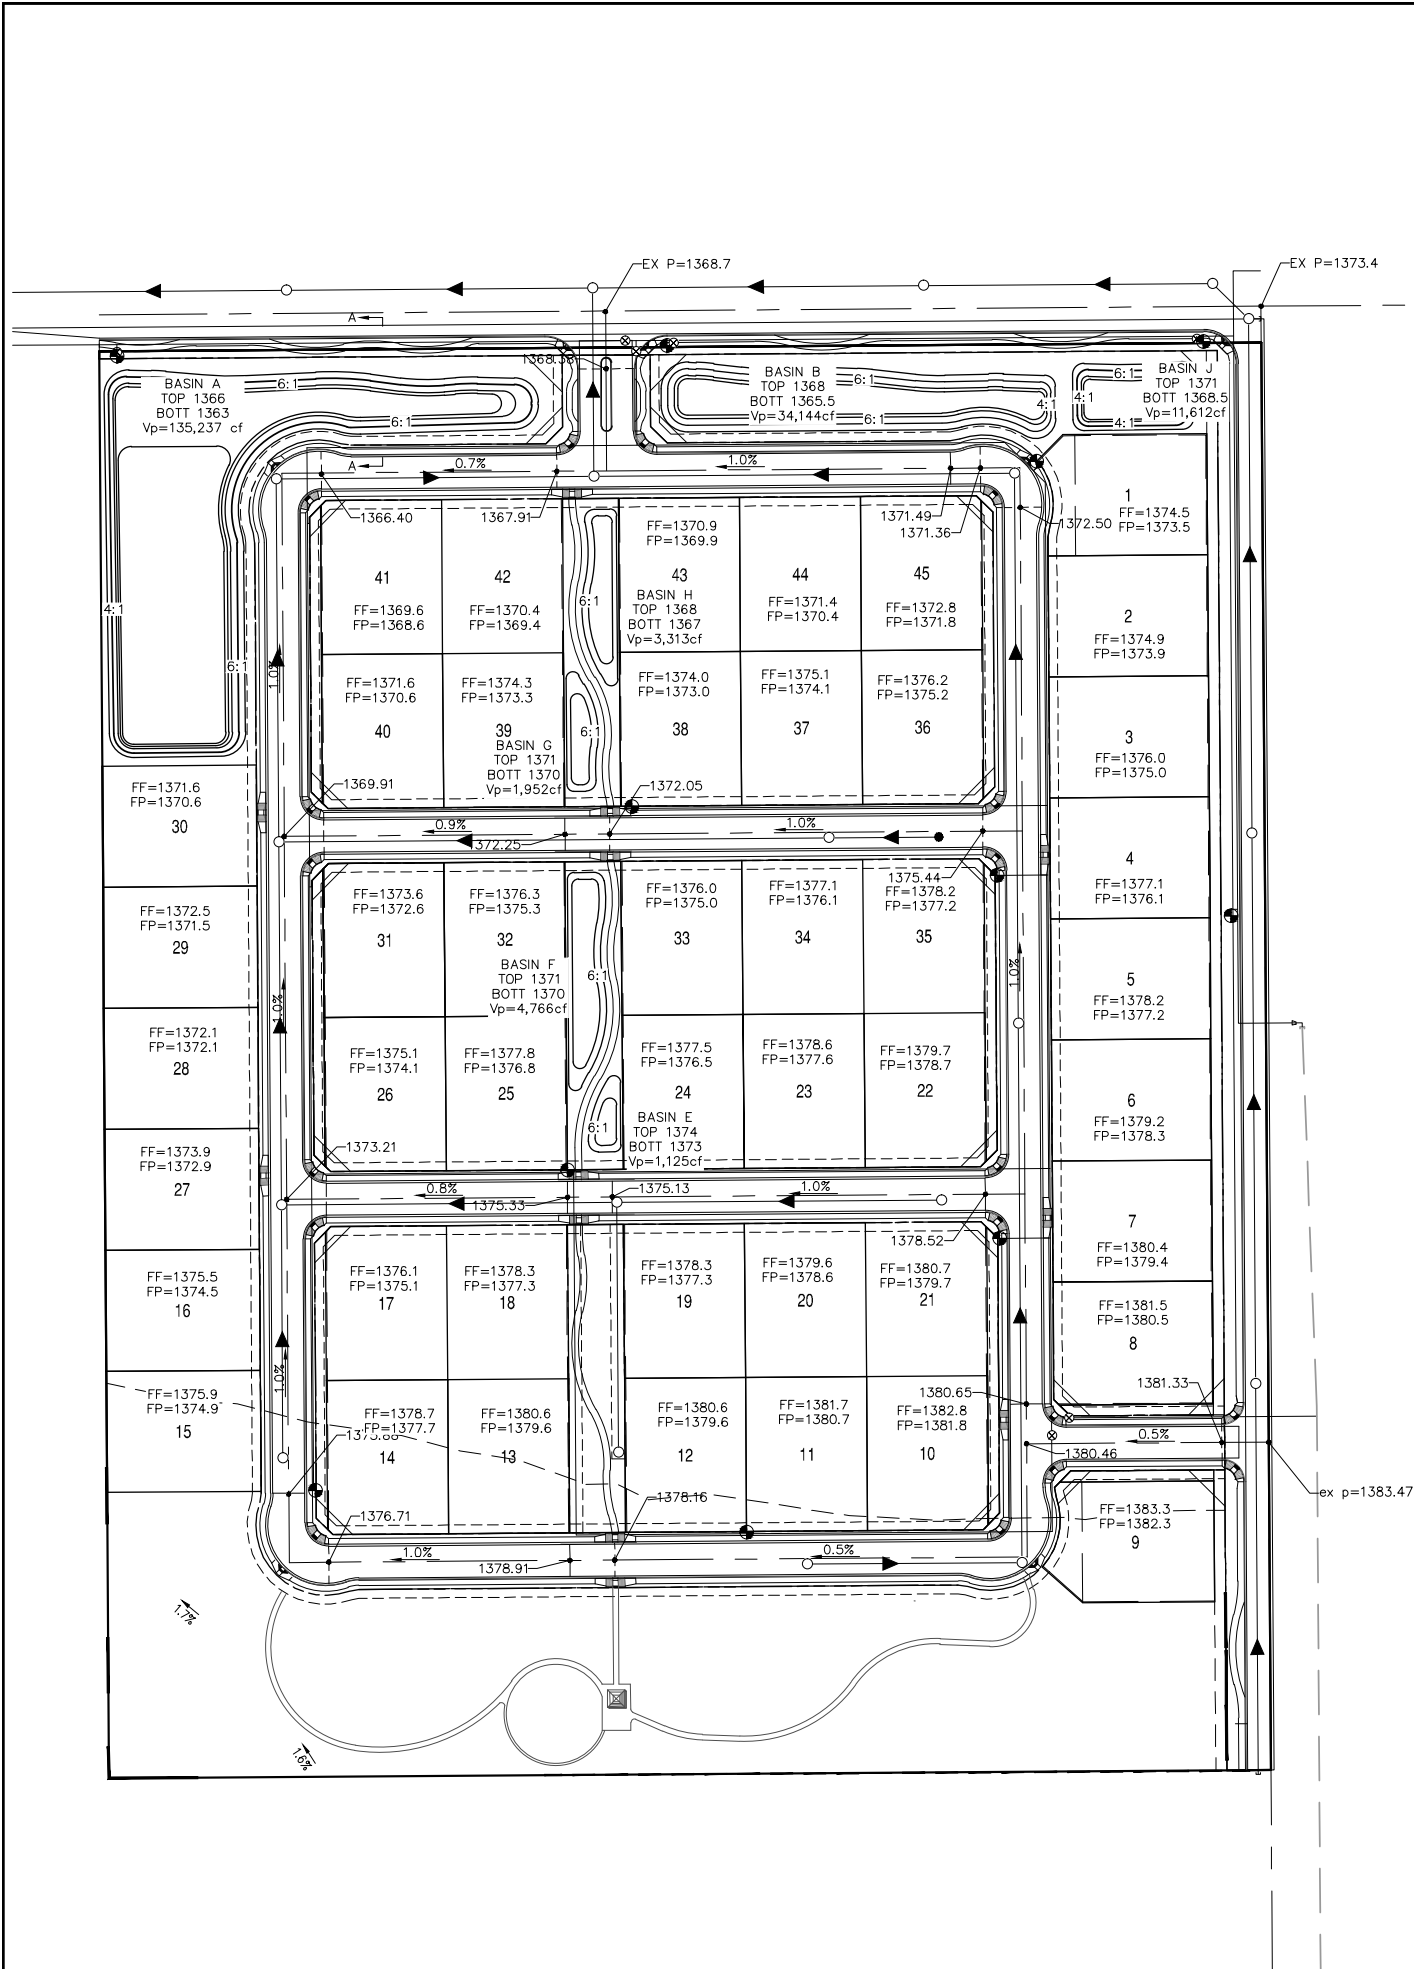 EX P=1368.7
EX P=1373.4
A
1368.38
BASIN A
TOP 1366
BOTT 1363
Vp=135,237 cf
6:1
6:1
BASIN B
TOP 1368
BOTT 1365.5
Vp=34,144cf
6:1
6:1
4:1
BASIN J
TOP 1371
BOTT 1368.5
Vp=11,612cf
6:1
4:1
4:1
A
0.7%
1.0%
1366.40
1367.91
1371.49
1371.36
1372.50
1
FF=1374.5
FP=1373.5
41
FF=1369.6
FP=1368.6
42
FF=1370.4
FP=1369.4
6:1
FF=1370.9
FP=1369.9
43
BASIN H
TOP 1368
BOTT 1367
Vp=3,313cf
44
FF=1371.4
FP=1370.4
45
FF=1372.8
FP=1371.8
2
FF=1374.9
FP=1373.9
4:1
6:1
1.0%
FF=1371.6
FP=1370.6
40
FF=1374.3
FP=1373.3
39
BASIN G
TOP 1371
BOTT 1370
Vp=1,952cf
6:1
FF=1374.0
FP=1373.0
38
FF=1375.1
FP=1374.1
37
FF=1376.2
FP=1375.2
36
3
FF=1376.0
FP=1375.0
FF=1371.6
FP=1370.6
30
1369.91
1372.05
0.9%
1372.25
1.0%
1375.44
4
FF=1377.1
FP=1376.1
FF=1372.5
FP=1371.5
29
FF=1373.6
FP=1372.6
31
FF=1376.3
FP=1375.3
32
BASIN F
TOP 1371
BOTT 1370
Vp=4,766cf
6:1
FF=1376.0
FP=1375.0
33
FF=1377.1
FP=1376.1
34
FF=1378.2
FP=1377.2
35
1.0%
1.0%
5
FF=1378.2
FP=1377.2
FF=1372.1
FP=1372.1
28
FF=1375.1
FP=1374.1
26
FF=1377.8
FP=1376.8
25
FF=1377.5
FP=1376.5
24
FF=1378.6
FP=1377.6
23
FF=1379.7
FP=1378.7
22
6
FF=1379.2
FP=1378.3
6:1
BASIN E
TOP 1374
BOTT 1373
Vp=1,125cf
FF=1373.9
FP=1372.9
27
1373.21
0.8%
1375.33
1375.13
1.0%
1378.52
7
FF=1380.4
FP=1379.4
FF=1375.5
FP=1374.5
16
FF=1376.1
FP=1375.1
17
FF=1378.3
FP=1377.3
18
FF=1378.3
FP=1377.3
19
FF=1379.6
FP=1378.6
20
FF=1380.7
FP=1379.7
21
FF=1381.5
FP=1380.5
8
FF=1375.9
FP=1374.9
15
1.0%
FF=1378.7
FP=1377.7
14
FF=1380.6
FP=1379.6
13
FF=1380.6
FP=1379.6
12
FF=1381.7
FP=1380.7
11
1380.65
FF=1382.8
FP=1381.8
10
1381.33
0.5%
1380.46
ex p=1383.47
1376.71
1378.16
FF=1383.3
FP=1382.3
9
1.0%
1378.91
0.5%
1.7%
1.6%